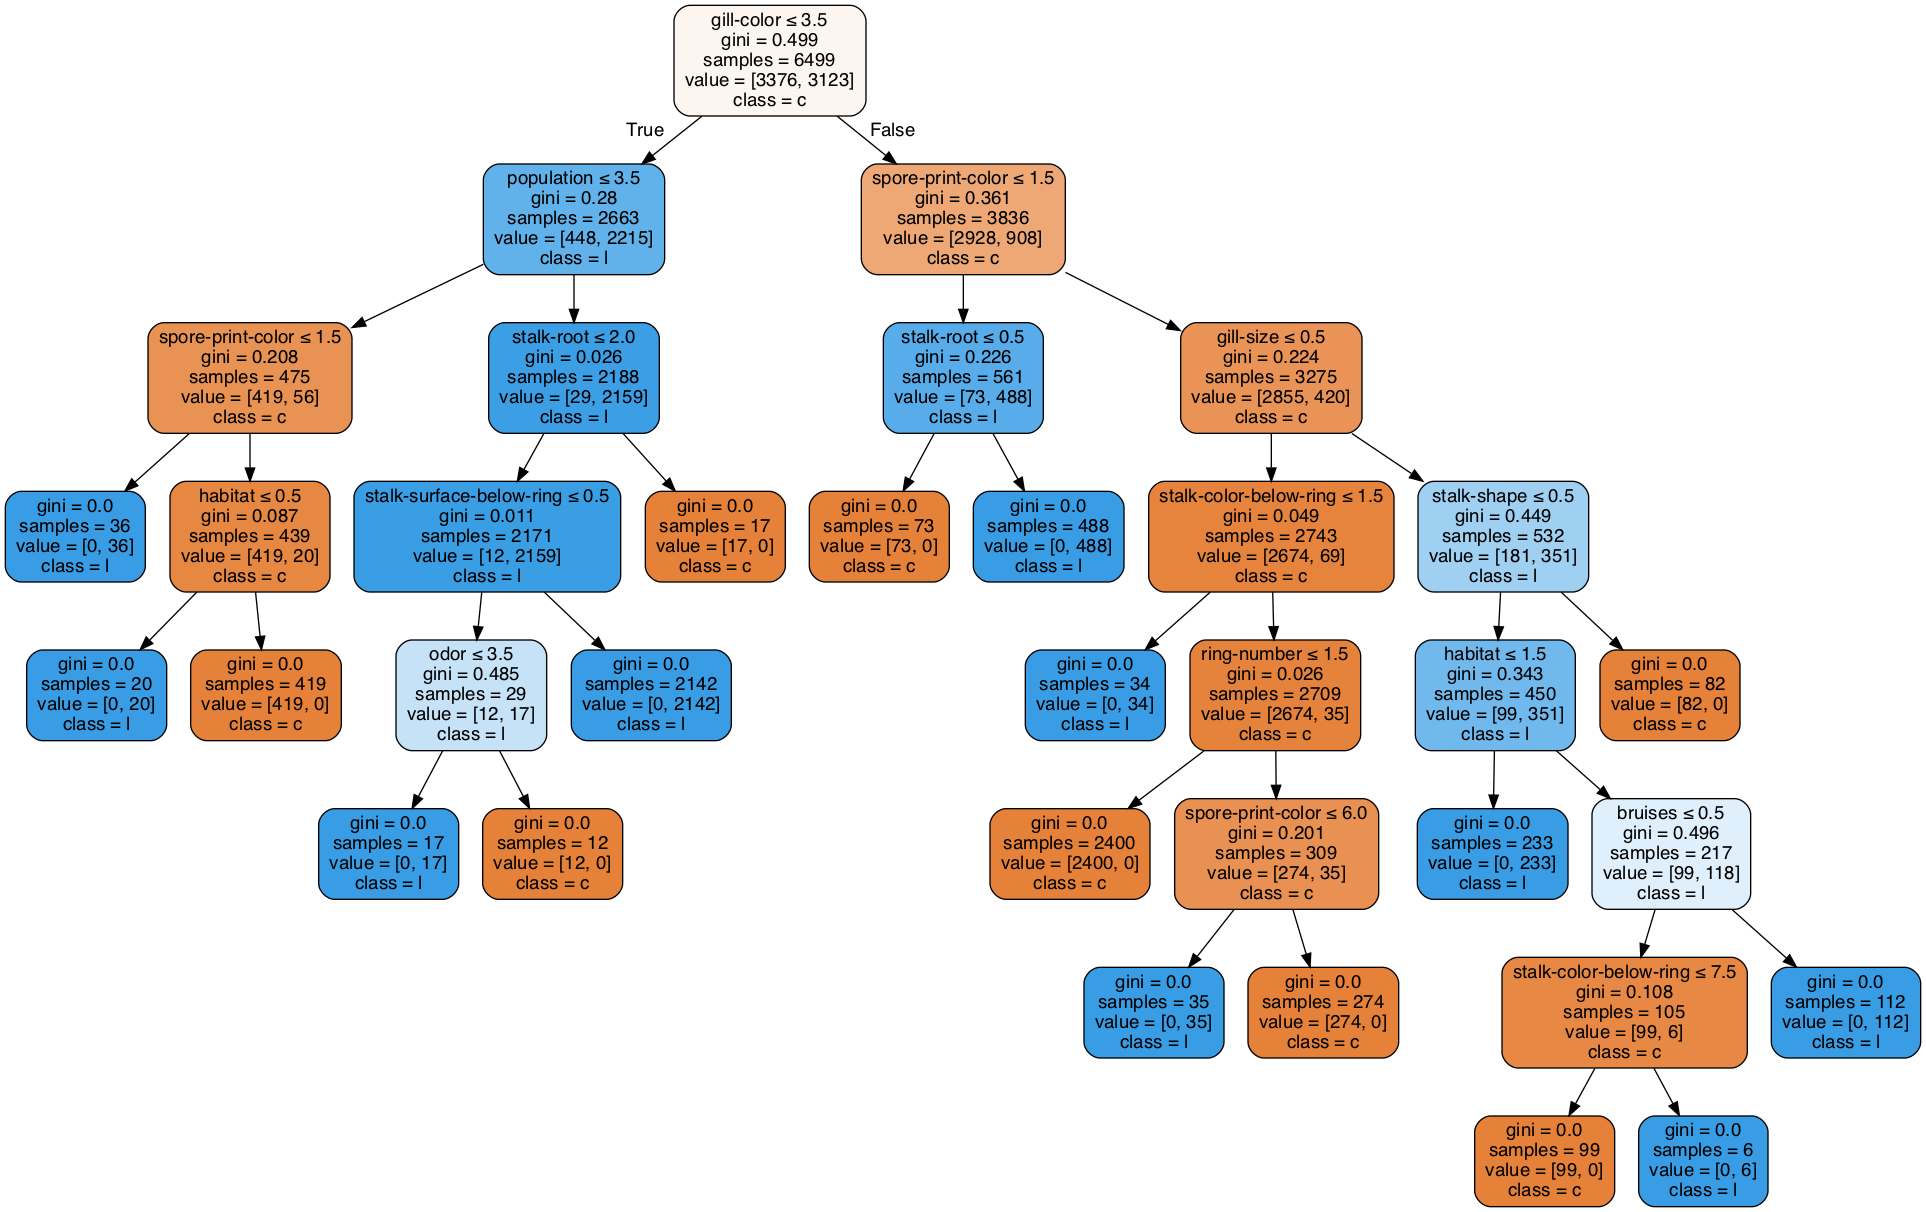 gill-color ≤ 3.5
gini = 0.499
samples = 6499
value = [3376, 3123]
class = c
True
False
population ≤ 3.5
gini = 0.28
samples = 2663
value = [448, 2215]
class = l
spore-print-color ≤ 1.5
gini = 0.361
samples = 3836
value = [2928, 908]
class = c
spore-print-color ≤ 1.5
gini = 0.208
samples = 475
value = [419, 56]
class = c
stalk-root ≤ 2.0
gini = 0.026
samples = 2188
value = [29, 2159]
class = l
stalk-root ≤ 0.5
gini = 0.226
samples = 561
value = [73, 488]
class = l
gill-size ≤ 0.5
gini = 0.224
samples = 3275
value = [2855, 420]
class = c
gini = 0.0
samples = 36
value = [0, 36]
class = l
habitat ≤ 0.5
gini = 0.087
samples = 439
value = [419, 20]
class = c
stalk-surface-below-ring ≤ 0.5
gini = 0.011
samples = 2171
value = [12, 2159]
class = l
gini = 0.0
samples = 17
value = [17, 0]
class = c
gini = 0.0
samples = 73
value = [73, 0]
class = c
gini = 0.0
samples = 488
value = [0, 488]
class = l
stalk-color-below-ring ≤ 1.5
gini = 0.049
samples = 2743
value = [2674, 69]
class = c
stalk-shape ≤ 0.5
gini = 0.449
samples = 532
value = [181, 351]
class = l
gini = 0.0
samples = 20
value = [0, 20]
class = l
gini = 0.0
samples = 419
value = [419, 0]
class = c
odor ≤ 3.5
gini = 0.485
samples = 29
value = [12, 17]
class = l
gini = 0.0
samples = 2142
value = [0, 2142]
class = l
gini = 0.0
samples = 34
value = [0, 34]
class = l
ring-number ≤ 1.5
gini = 0.026
samples = 2709
value = [2674, 35]
class = c
habitat ≤ 1.5
gini = 0.343
samples = 450
value = [99, 351]
class = l
gini = 0.0
samples = 82
value = [82, 0]
class = c
gini = 0.0
samples = 17
value = [0, 17]
class = l
gini = 0.0
samples = 12
value = [12, 0]
class = c
gini = 0.0
samples = 2400
value = [2400, 0]
class = c
spore-print-color ≤ 6.0
gini = 0.201
samples = 309
value = [274, 35]
class = c
gini = 0.0
samples = 233
value = [0, 233]
class = l
bruises ≤ 0.5
gini = 0.496
samples = 217
value = [99, 118]
class = l
gini = 0.0
samples = 35
value = [0, 35]
class = l
gini = 0.0
samples = 274
value = [274, 0]
class = c
stalk-color-below-ring ≤ 7.5
gini = 0.108
samples = 105
value = [99, 6]
class = c
gini = 0.0
samples = 112
value = [0, 112]
class = l
gini = 0.0
samples = 99
value = [99, 0]
class = c
gini = 0.0
samples = 6
value = [0, 6]
class = l